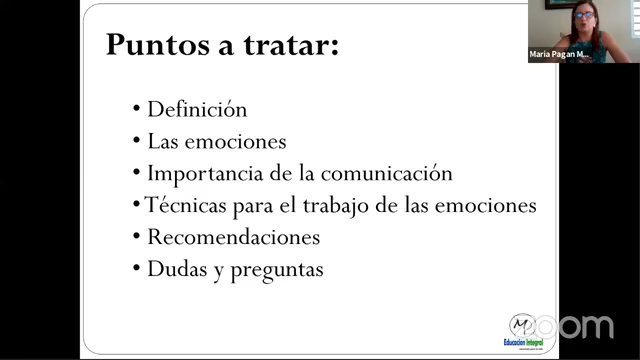 Puntos a tratar:
Maria Pagan M...
• Definición
• Las emociones
• Importancia de la comunicación
• Técnicas para el trabajo de las emociones
• Recomendaciones
• Dudas y preguntas
zoom
Educacion Integral